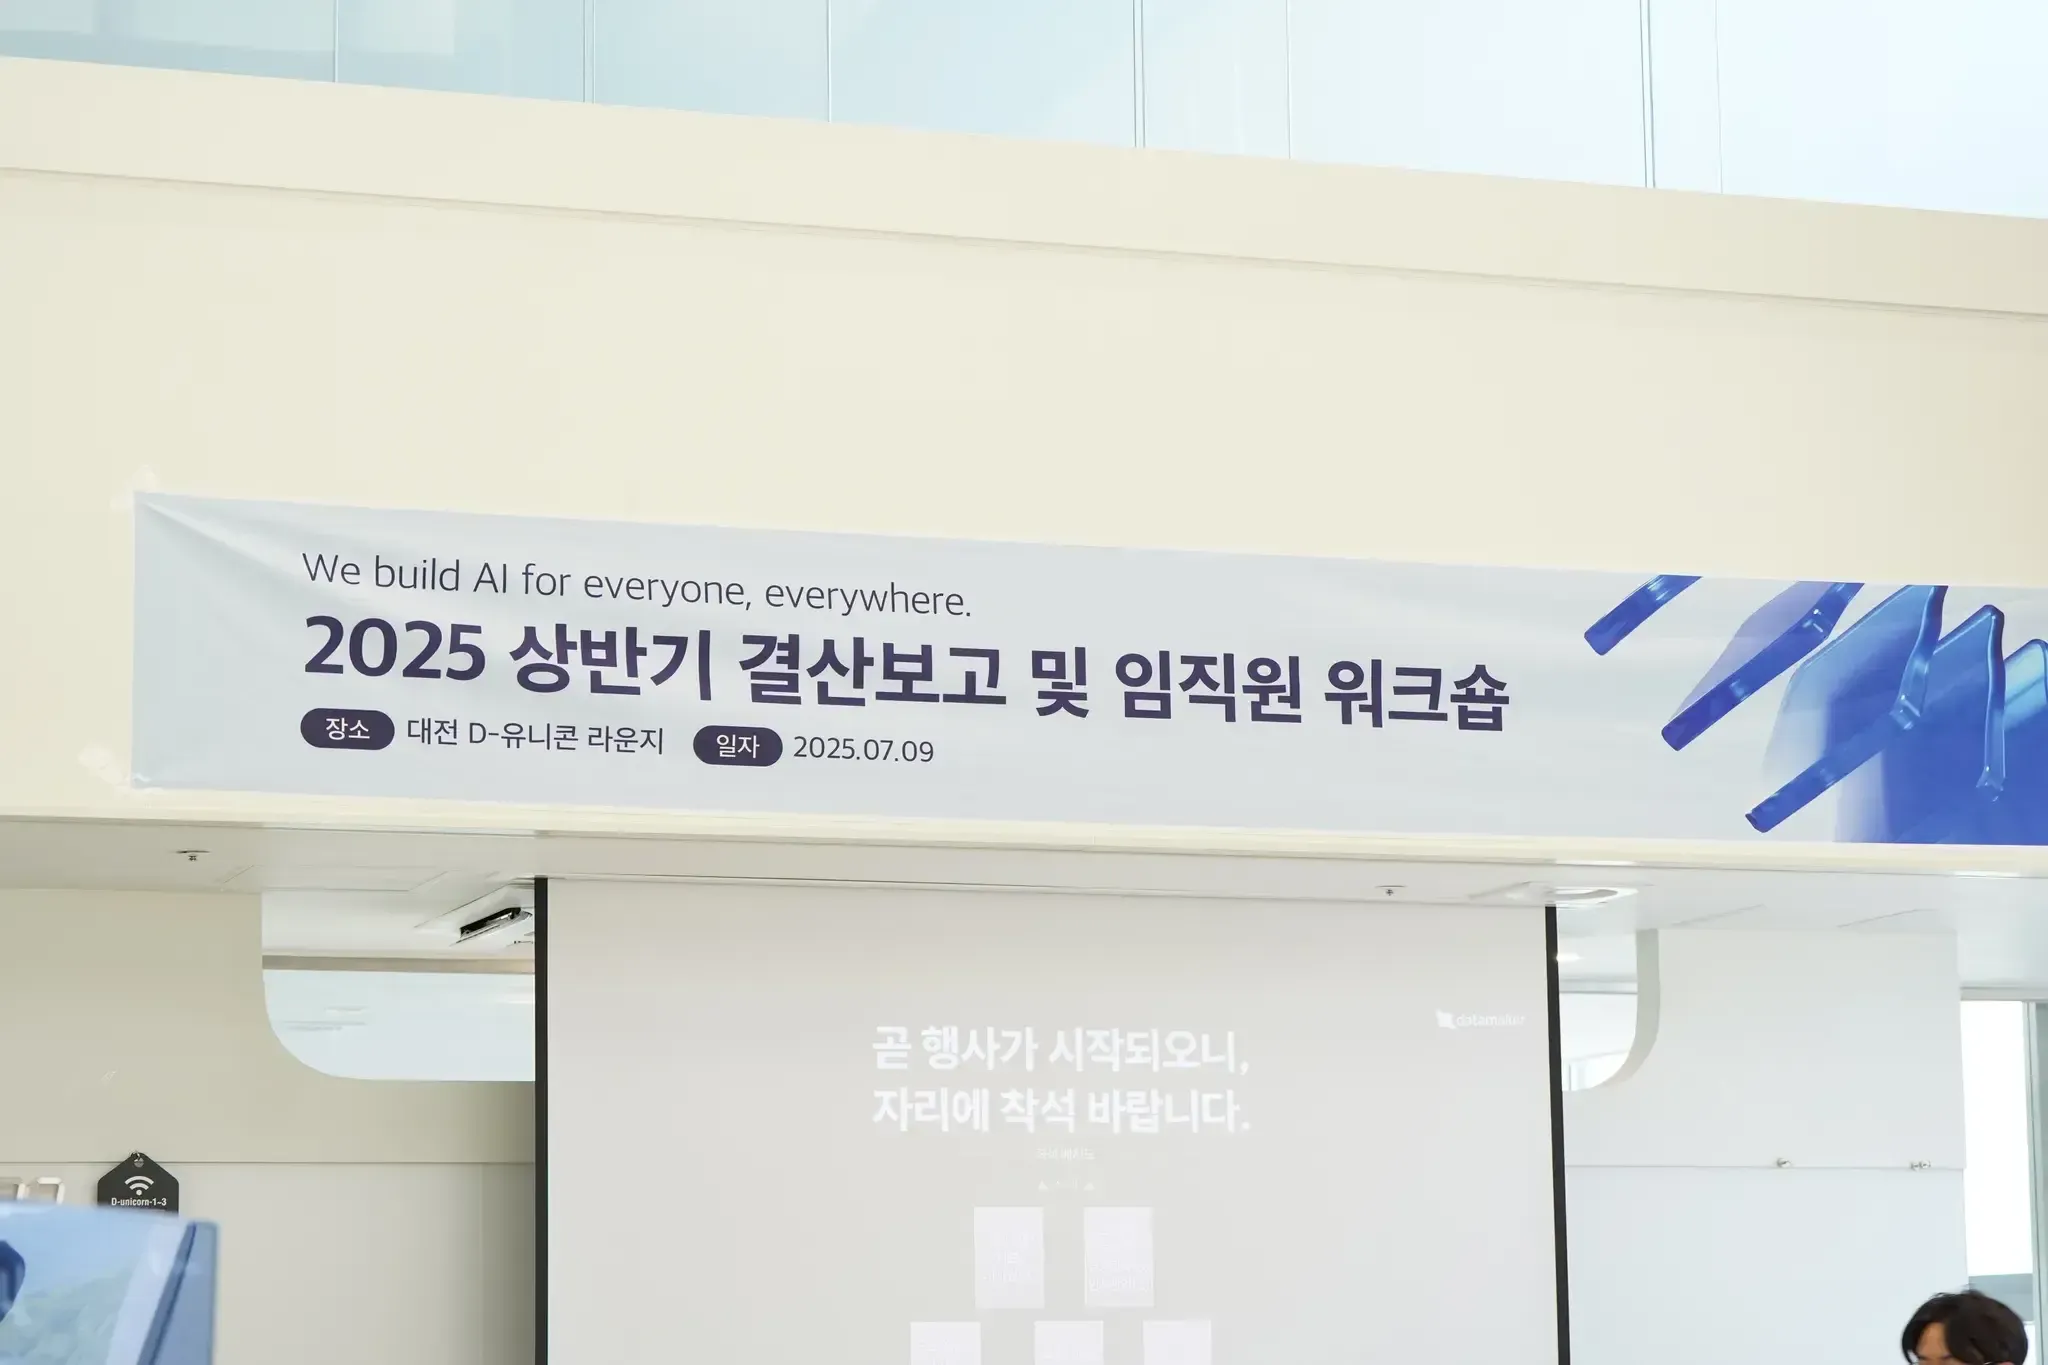 We build AI for everyone, everywhere.
2025 상반기 결산보고 및 임직원 워크숍
장소 대전 D-유니콘 라운지 일자 2025.07.09
datamaker
곧 행사가 시작되오니,
자리에 착석 바랍니다.
D-unicorn-1~3